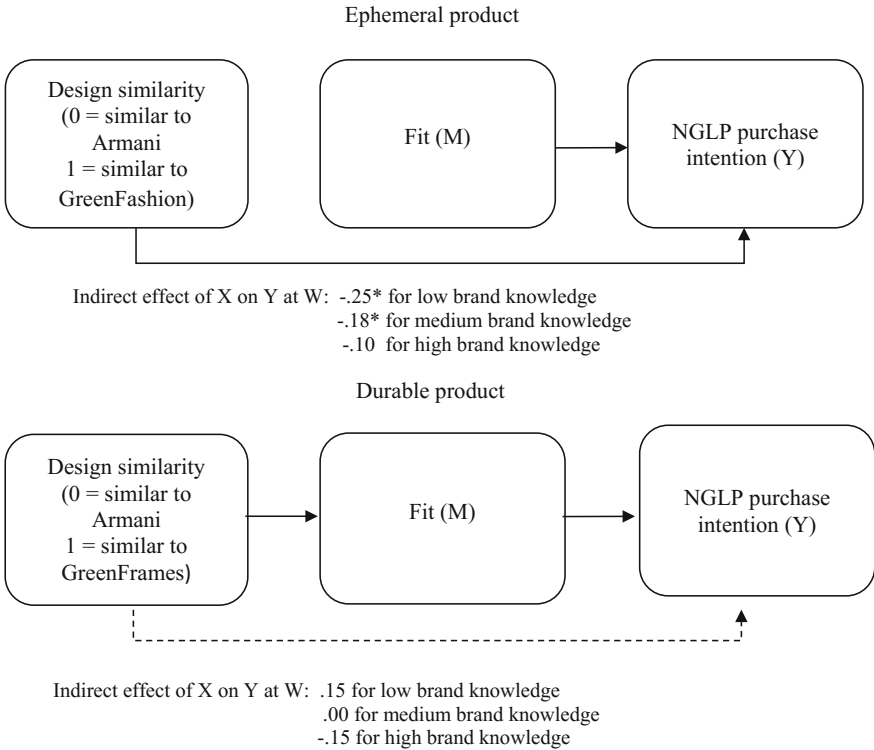 Ephemeral product
Design similarity
(0 = similar to
Armani
1 = similar to
GreenFashion)
Fit (M)
NGLP purchase
intention (Y)
Indirect effect of X on Y at W: -.25* for low brand knowledge
-.18* for medium brand knowledge
-.10 for high brand knowledge
Durable product
Design similarity
(0 = similar to
Armani
1 = similar to
GreenFrames)
Fit (M)
NGLP purchase
intention (Y)
Indirect effect of X on Y at W: .15 for low brand knowledge
.00 for medium brand knowledge
-.15 for high brand knowledge